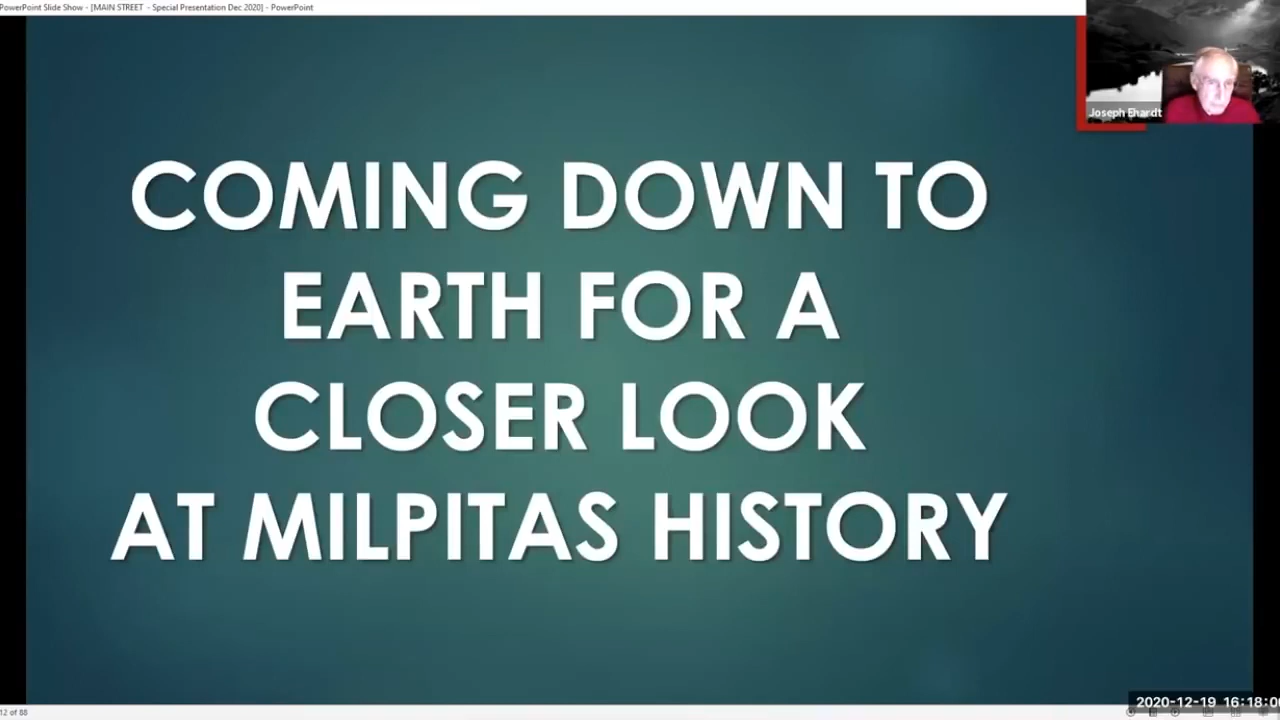 PowerPoint Slide Show - [MAIN STREET - Special Presentation Dec 2020] - PowerPoint
Joseph Ehardt
COMING DOWN TO
EARTH FOR A
CLOSER LOOK
AT MILPITAS HISTORY
2020-12-19 16:18:0
12 of 88